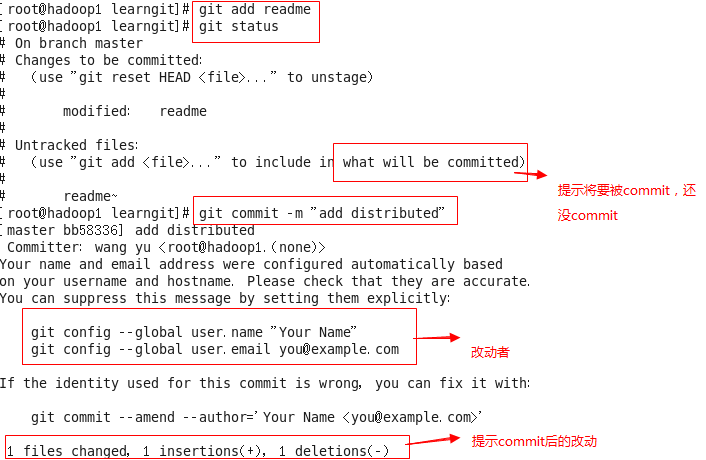 [root@hadoop1 learngit]# git add readme
[root@hadoop1 learngit]# git status
# On branch master
# Changes to be committed:
#   (use "git reset HEAD <file>..." to unstage)
#
#       modified:   readme
#
# Untracked files:
#   (use "git add <file>..." to include in what will be committed)
#
#       readme~
提示将要被commit，还
没commit
[root@hadoop1 learngit]# git commit -m "add distributed"
[master bb58336] add distributed
 Committer: wang yu <root@hadoop1.(none)>
Your name and email address were configured automatically based
on your username and hostname. Please check that they are accurate.
You can suppress this message by setting them explicitly:
    git config --global user.name "Your Name"
    git config --global user.email you@example.com
改动者
If the identity used for this commit is wrong, you can fix it with:
    git commit --amend --author='Your Name <you@example.com>'
1 files changed, 1 insertions(+), 1 deletions(-)
提示commit后的改动